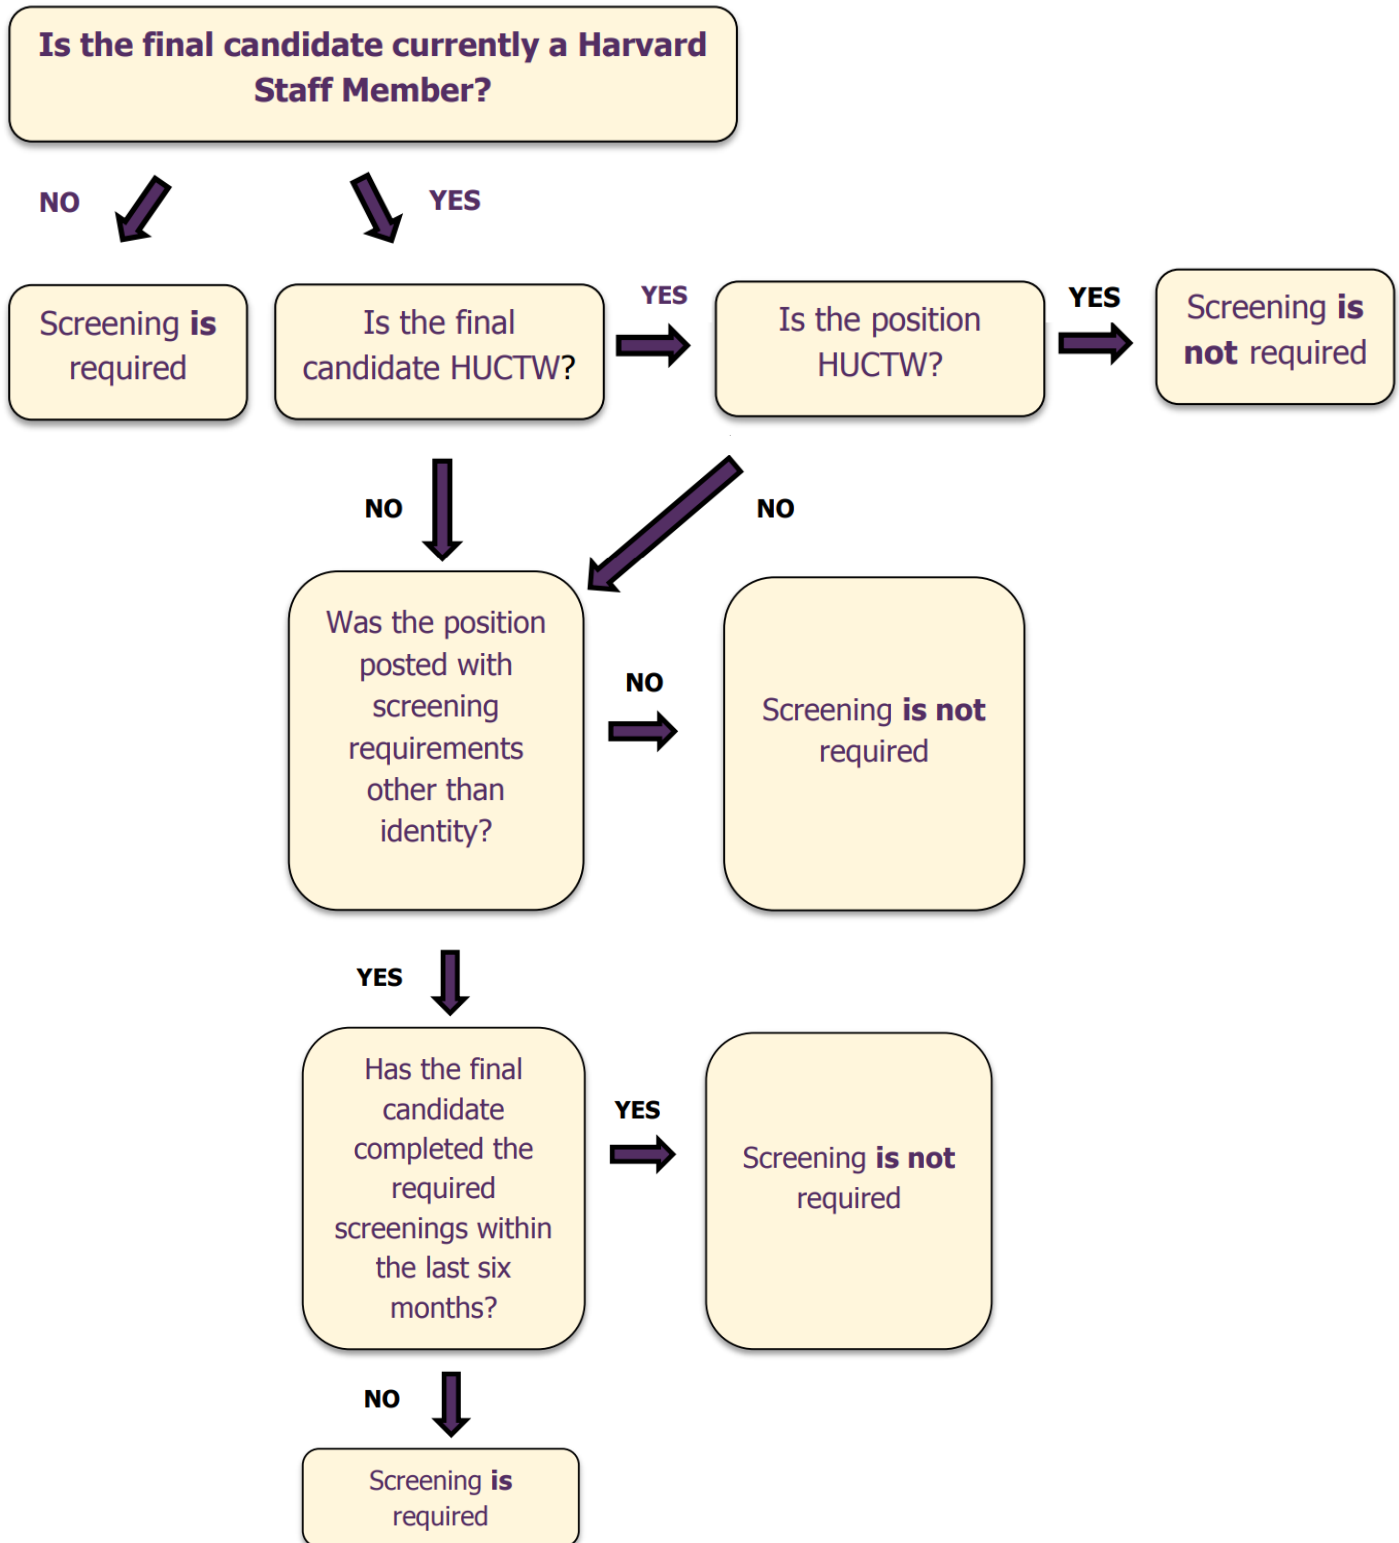 Is the final candidate currently a Harvard
Staff Member?
NO
YES
Screening is
required
Is the final
candidate HUCTW?
YES
Is the position
HUCTW?
YES
Screening is
not required
NO
NO
Was the position
posted with
screening
requirements
other than
identity?
NO
Screening is not
required
YES
Has the final
candidate
completed the
required
screenings within
the last six
months?
YES
Screening is not
required
NO
Screening is
required